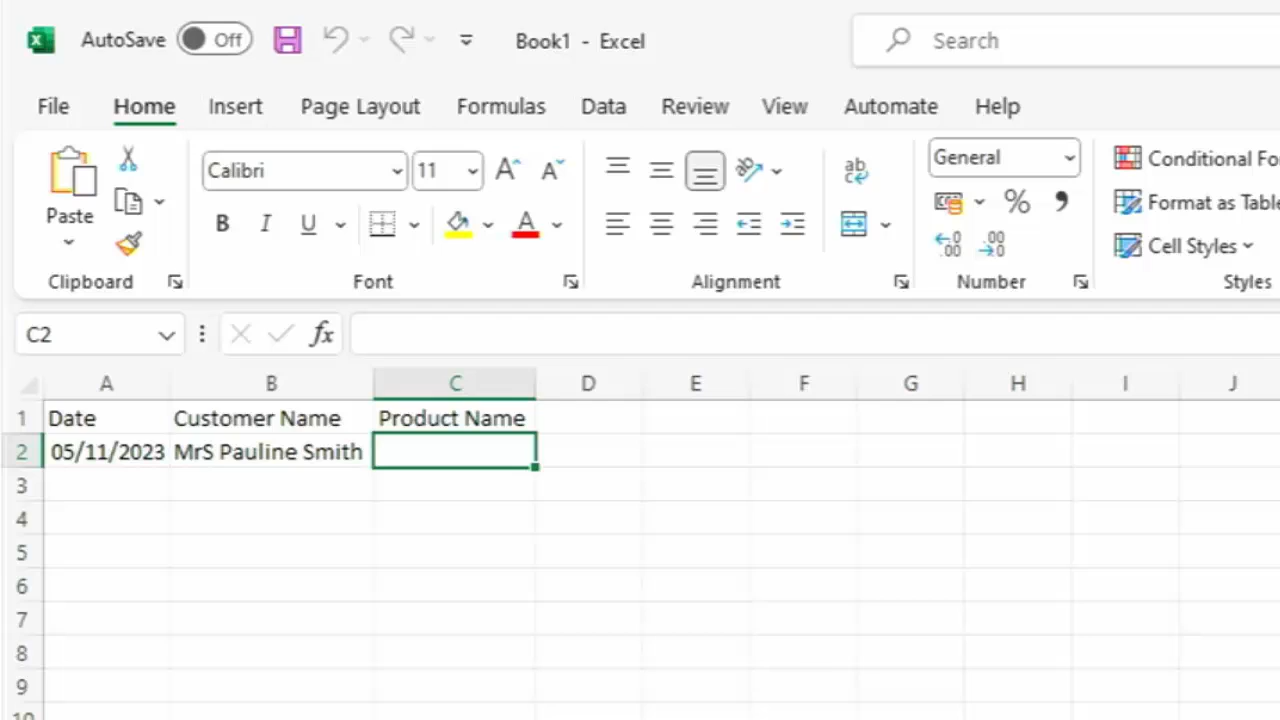 AutoSave Off Book1 - Excel Search
File Home Insert Page Layout Formulas Data Review View Automate Help
Calibri 11 General Conditional Fo
Paste B I U A % Format as Table
Cell Styles
Clipboard Font Alignment Number Styles
C2 fx
A B C D E F G H I J
1 Date Customer Name Product Name
2 05/11/2023 MrS Pauline Smith
3
4
5
6
7
8
9
10